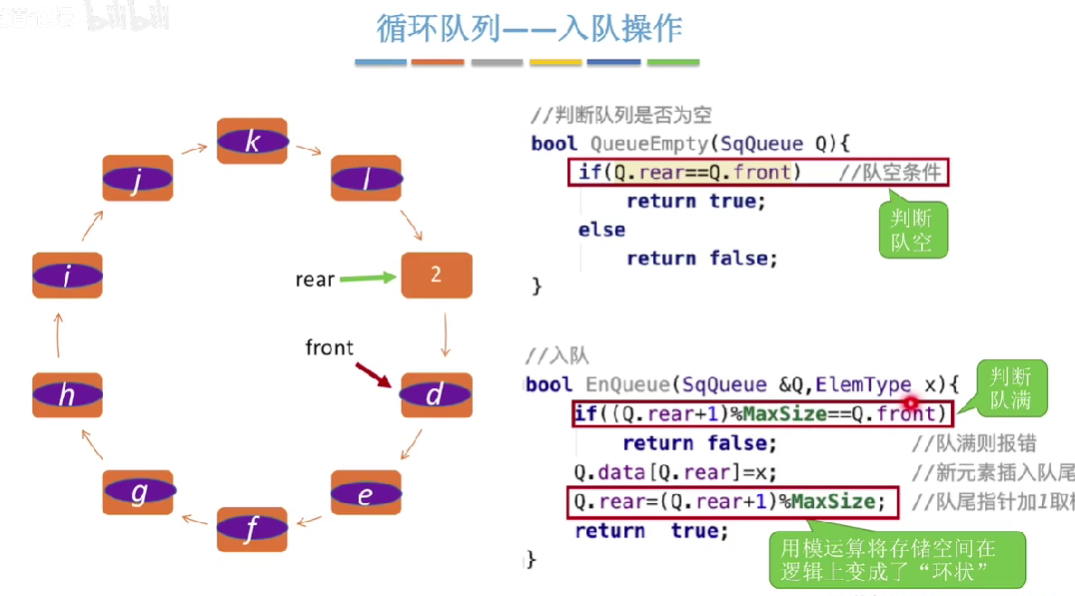 bilibili
循环队列——入队操作
k
j
l
i
rear
2
front
h
d
g
e
f
//判断队列是否为空
bool QueueEmpty(SqQueue Q){
if(Q.rear==Q.front) //队空条件
return true;
判断
队空
else
return false;
}
//入队
bool EnQueue(SqQueue &Q,ElemType x){
判断
队满
if((Q.rear+1)%MaxSize==Q.front)
return false; //队满则报错
Q.data[Q.rear]=x; //新元素插入队尾
Q.rear=(Q.rear+1)%MaxSize; //队尾指针加1取
return true;
用模运算将存储空间在
逻辑上变成了“环状”
}